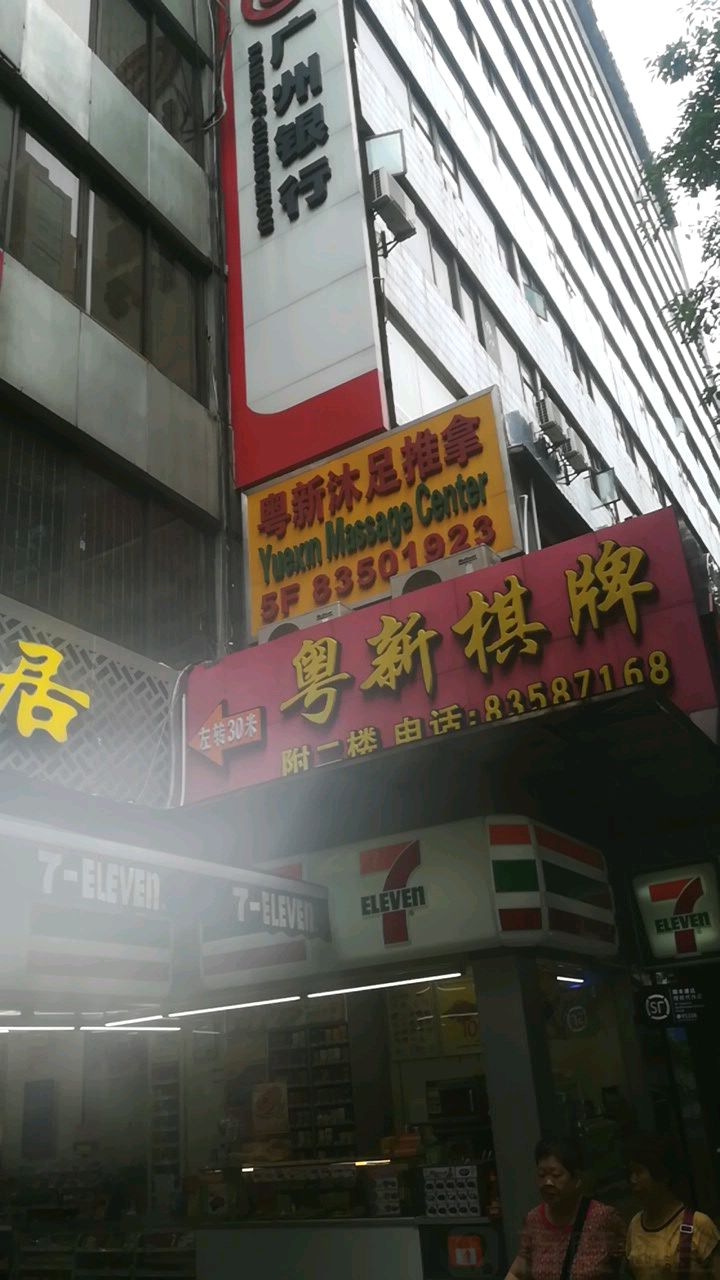 广州银行
BANK OF GUANGZHOU
粤新沐足推拿
Yuexin Massage Center
5F 83501923
粤新棋牌
左转30米
附二楼 电话:83587168
居
7-ELEVEN
7-ELEVEN
7
ELEVEN
7
ELEVEN